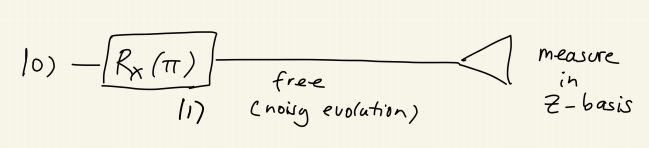 |0⟩ Rx(π) measure
free in
|1⟩ (noisy evolution) Z-basis